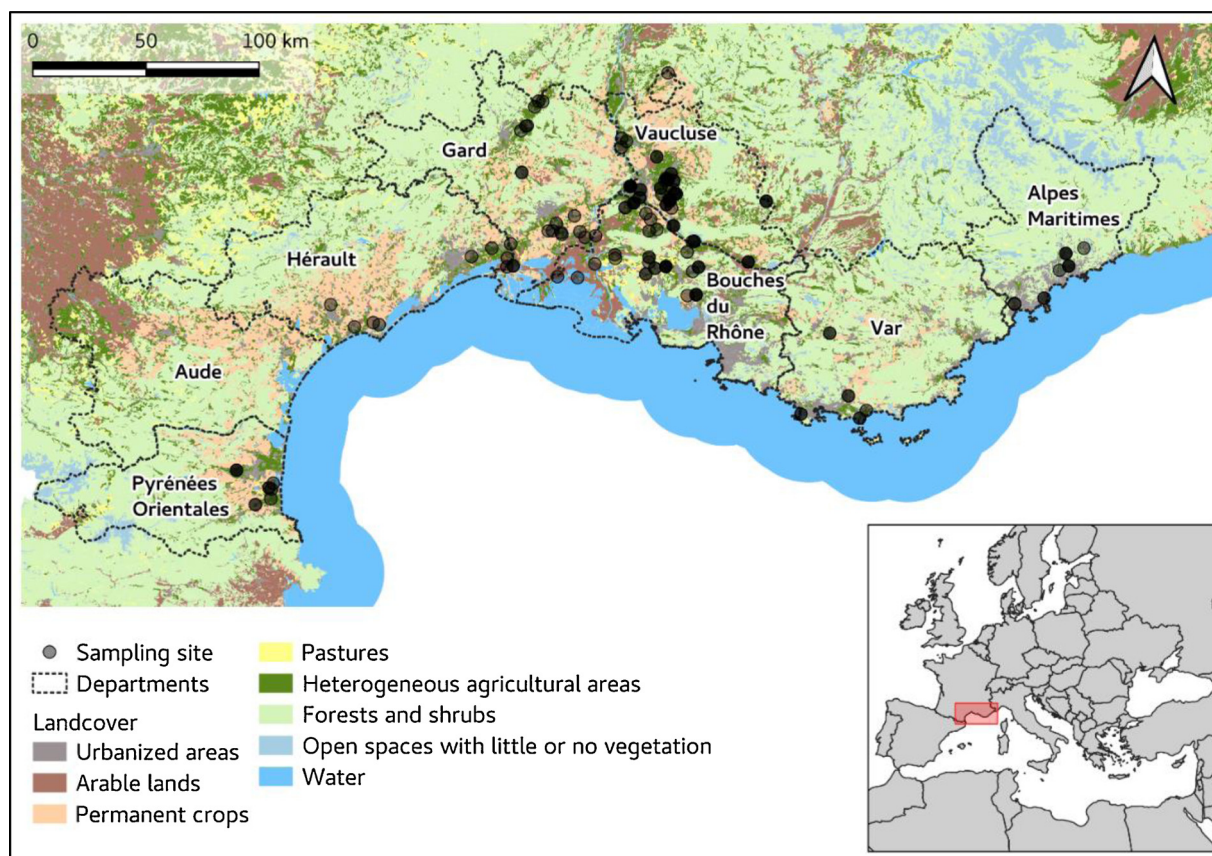 0 50 100 km
Vaucluse
Gard
Alpes
Maritimes
Hérault
Bouches
du
Rhône
Var
Aude
Pyrénées
Orientales
Sampling site
Departments
Landcover
Urbanized areas
Arable lands
Permanent crops
Pastures
Heterogeneous agricultural areas
Forests and shrubs
Open spaces with little or no vegetation
Water